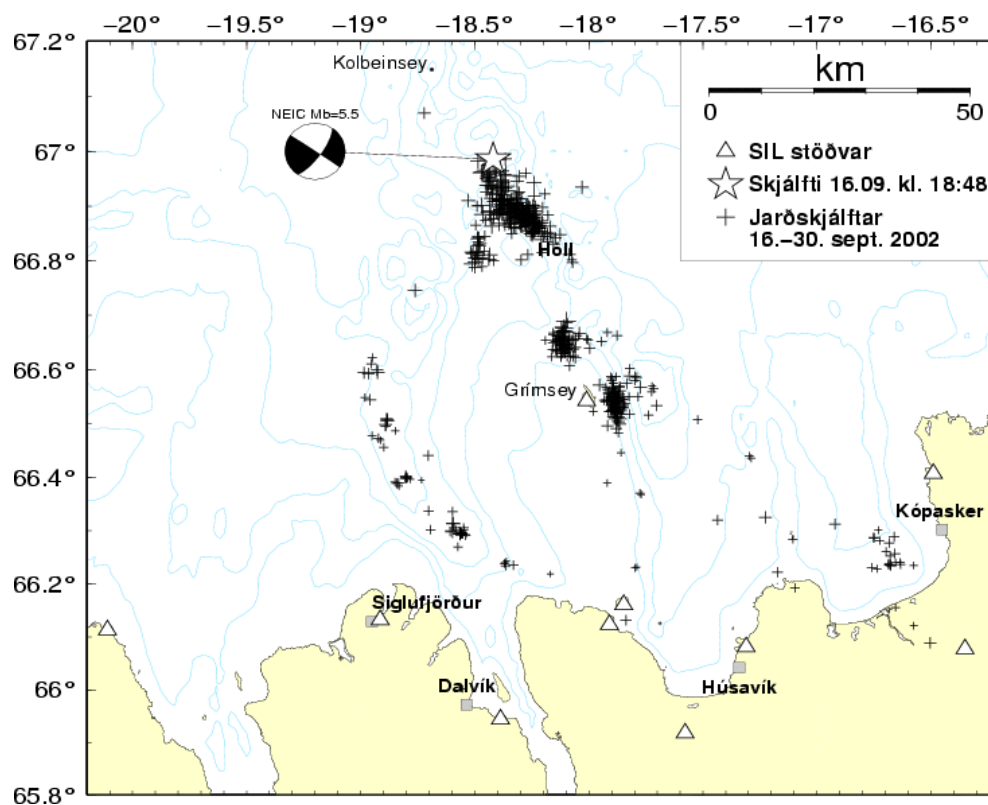 −20° −19.5° −19° −18.5° −18° −17.5° −17° −16.5°
67.2°
Kolbeinsey
km
0 50
NEIC Mb=5.5
67°
SIL stöðvar
Skjálfti 16.09. kl. 18:48
Jarðskjálftar
16.−30. sept. 2002
Hóll
66.8°
66.6°
Grímsey
66.4°
Kópasker
66.2°
Siglufjörður
66°
Dalvík
Húsavík
65.8°